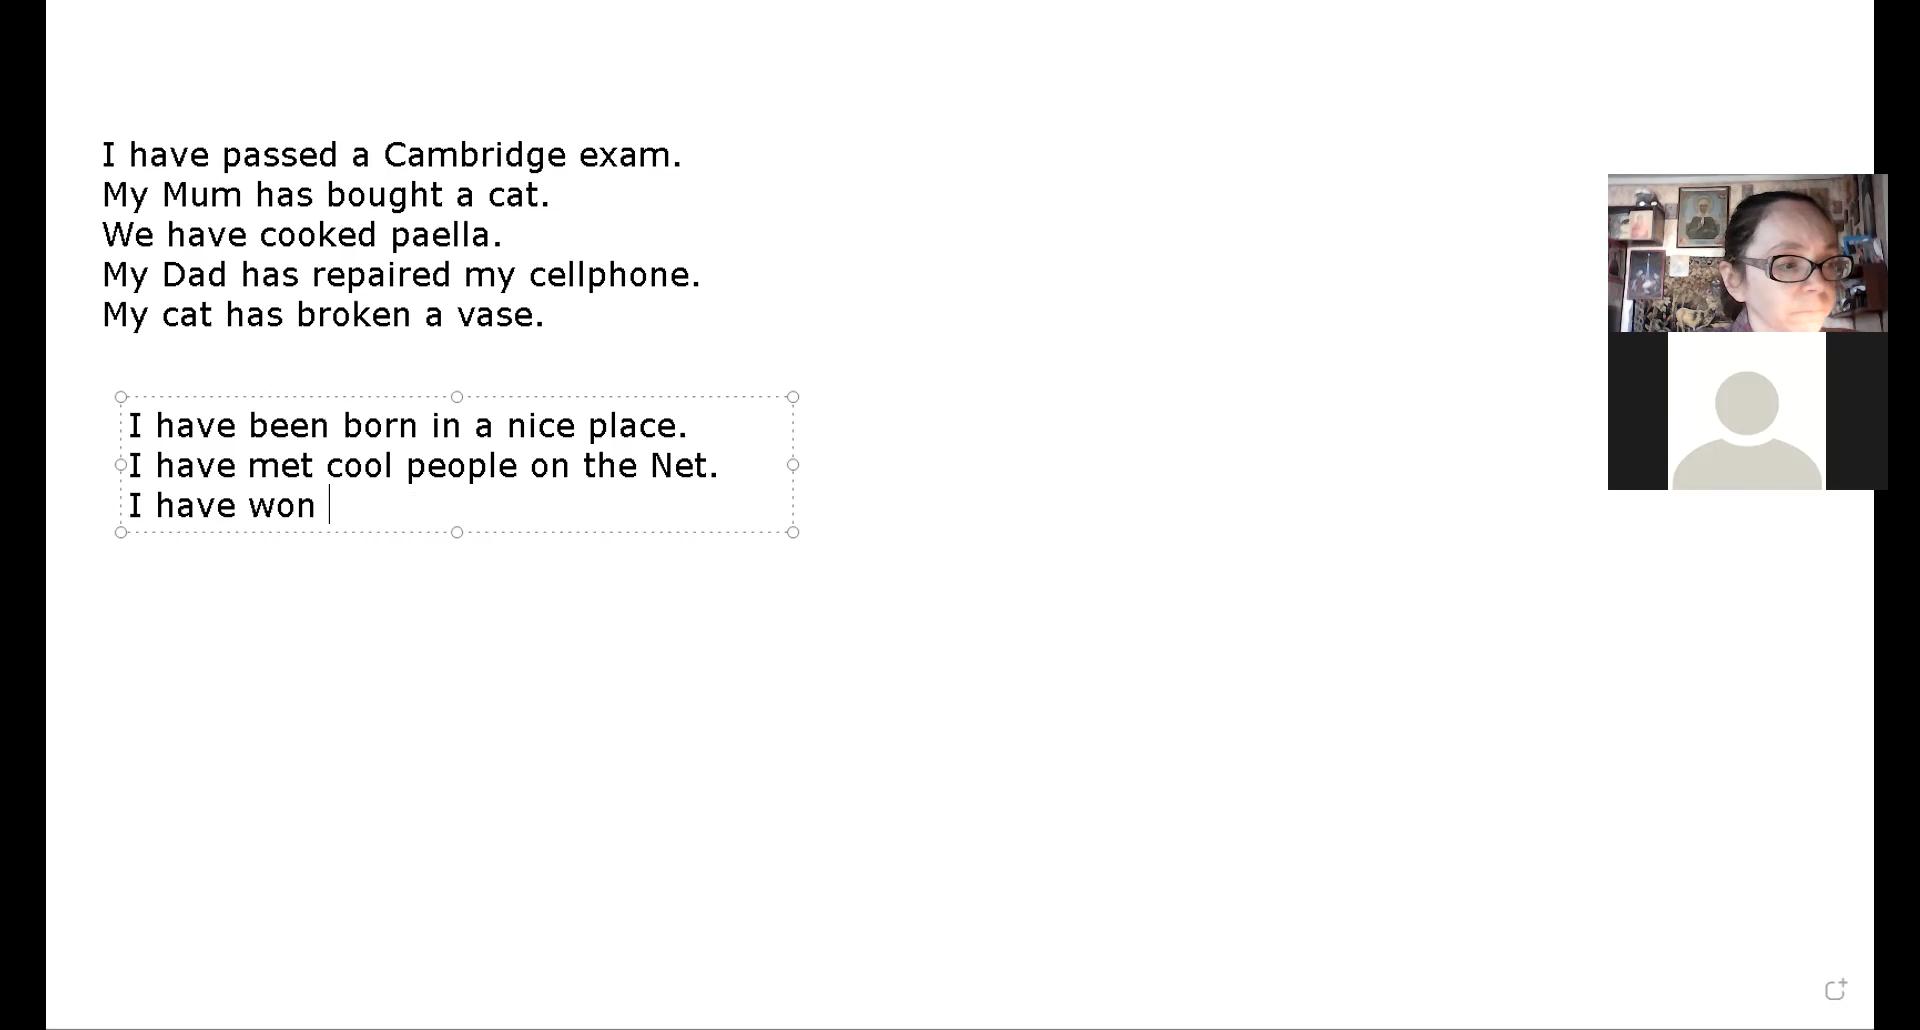 I have passed a Cambridge exam.
My Mum has bought a cat.
We have cooked paella.
My Dad has repaired my cellphone.
My cat has broken a vase.
I have been born in a nice place.
I have met cool people on the Net.
I have won